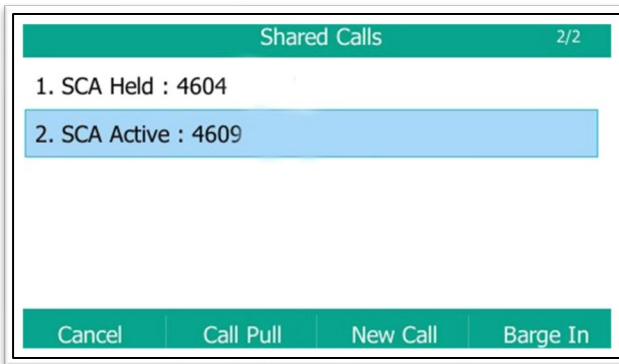 Shared Calls 2/2
1. SCA Held : 4604
2. SCA Active : 4609
Cancel Call Pull New Call Barge In